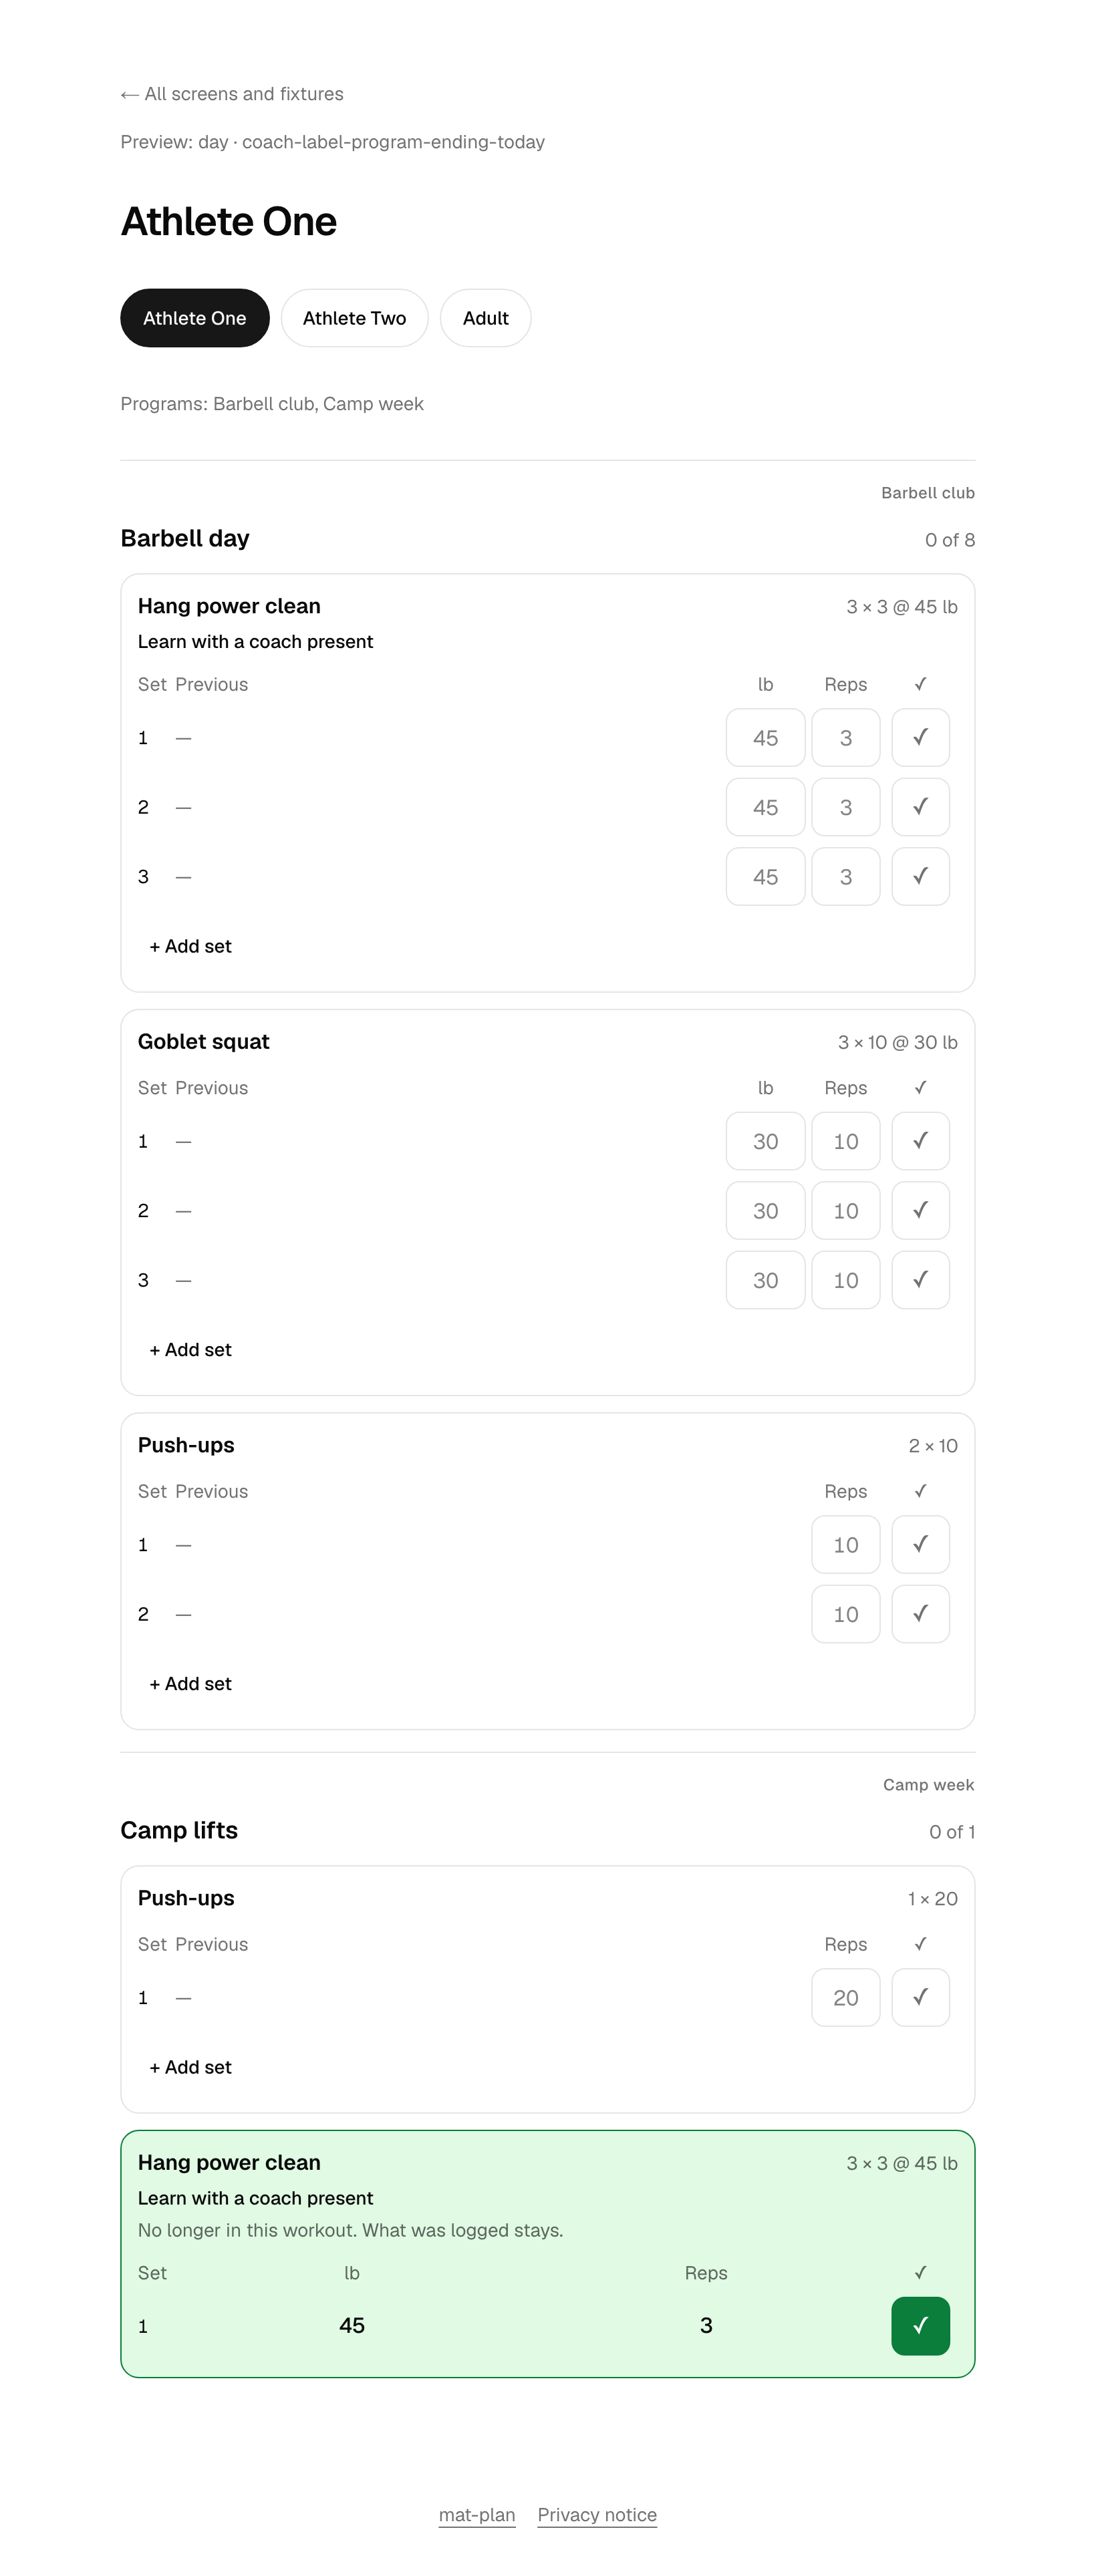 ← All screens and fixtures
Preview: day · coach-label-program-ending-today
Athlete One
Athlete One Athlete Two Adult
Programs: Barbell club, Camp week
Barbell club
Barbell day 0 of 8
Hang power clean 3 × 3 @ 45 lb
Learn with a coach present
Set Previous lb Reps ✓
1 — 45 3 ✓
2 — 45 3 ✓
3 — 45 3 ✓
+ Add set
Goblet squat 3 × 10 @ 30 lb
Set Previous lb Reps ✓
1 — 30 10 ✓
2 — 30 10 ✓
3 — 30 10 ✓
+ Add set
Push-ups 2 × 10
Set Previous Reps ✓
1 — 10 ✓
2 — 10 ✓
+ Add set
Camp week
Camp lifts 0 of 1
Push-ups 1 × 20
Set Previous Reps ✓
1 — 20 ✓
+ Add set
Hang power clean 3 × 3 @ 45 lb
Learn with a coach present
No longer in this workout. What was logged stays.
Set lb Reps ✓
1 45 3 ✓
mat-plan Privacy notice